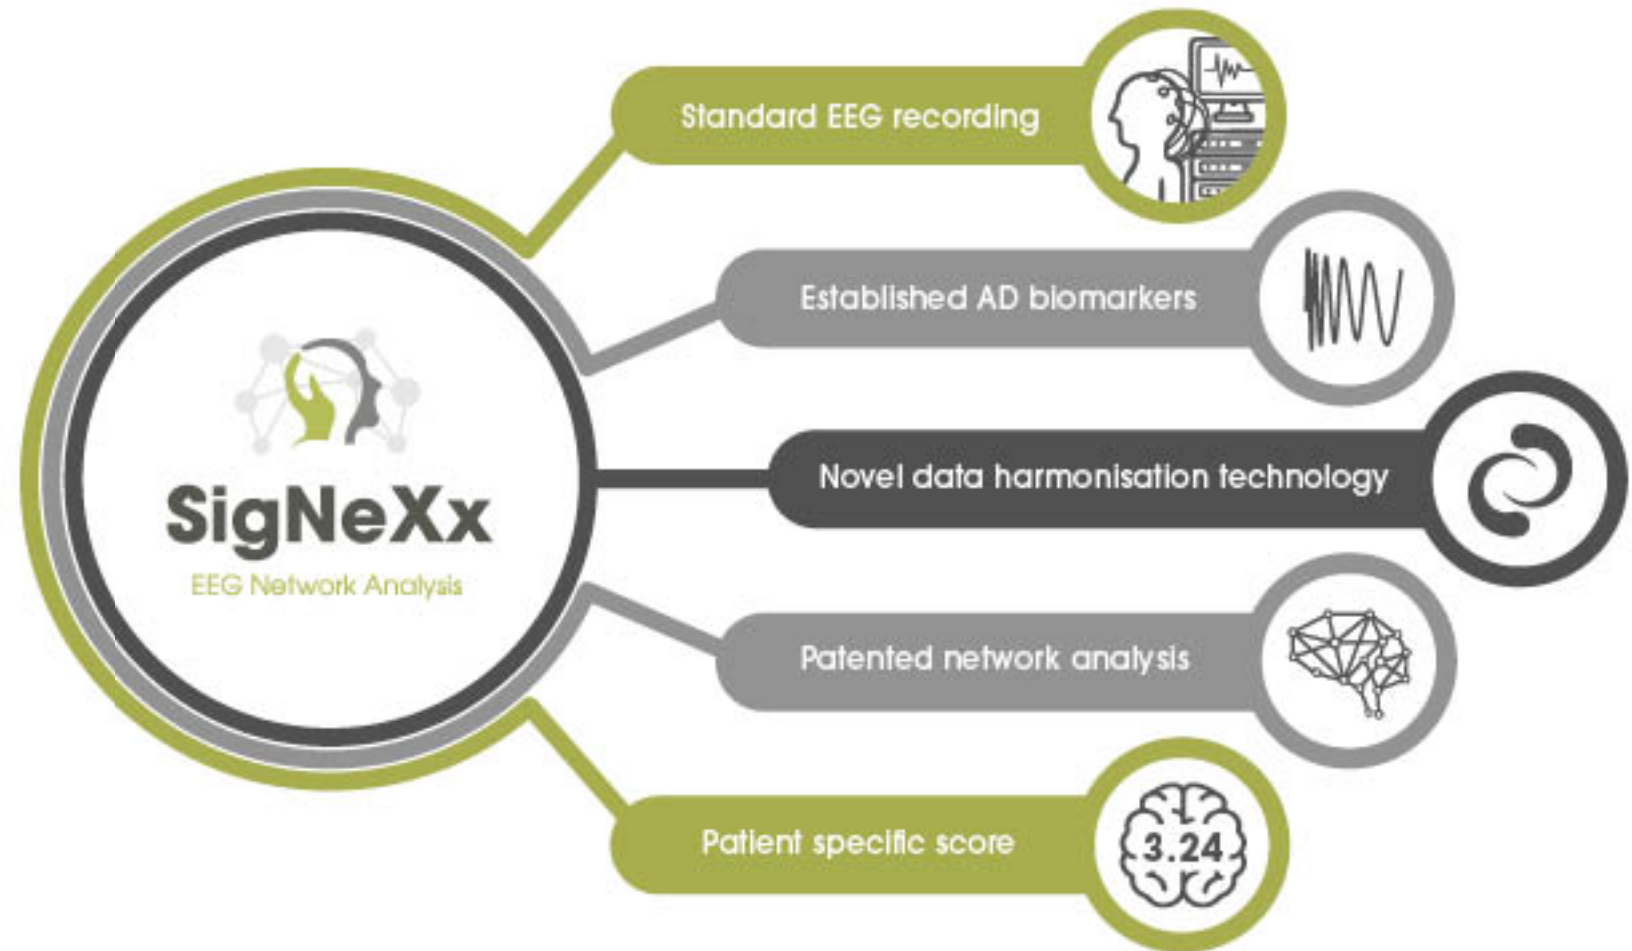 Standard EEG recording
Established AD biomarkers
SigNeXx
EEG Network Analysis
Novel data harmonisation technology
Patented network analysis
Patient specific score
3.24